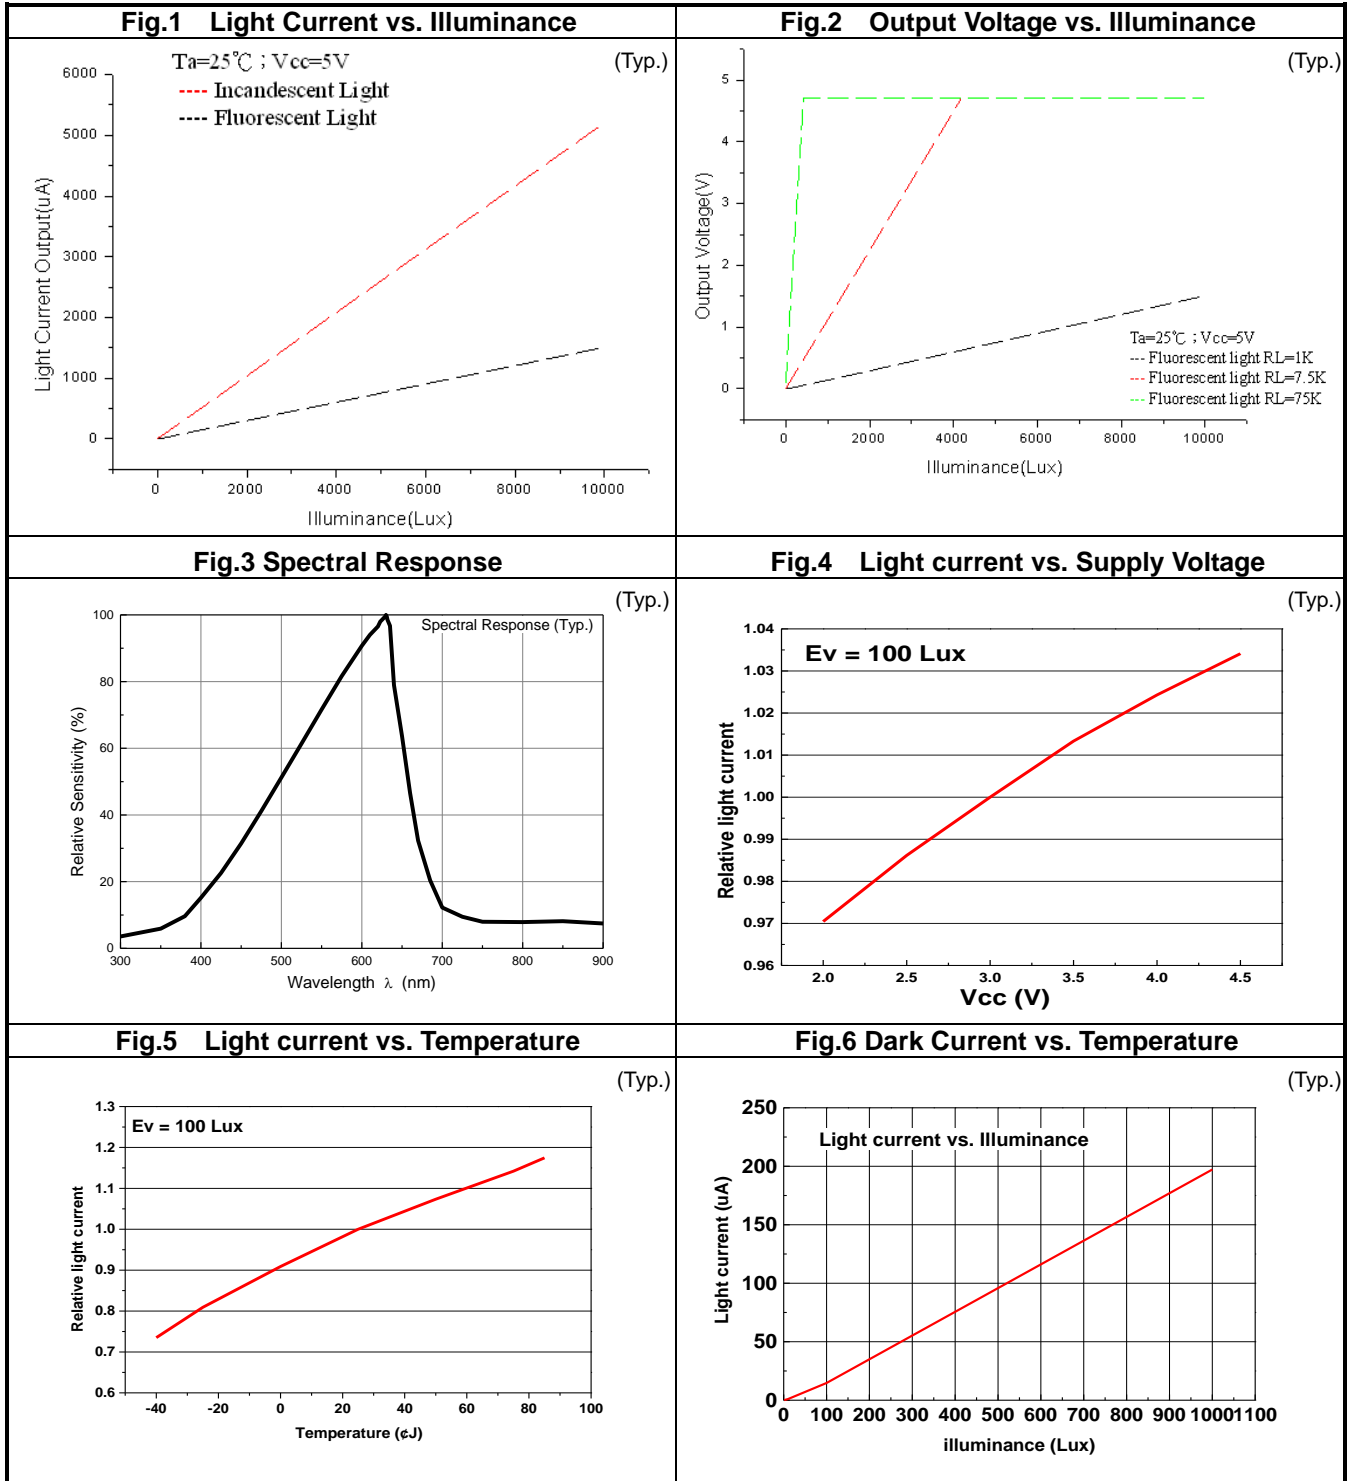 Fig.1 Light Current vs. Illuminance
(Typ.)
Ta=25℃ ; Vcc=5V
---- Incandescent Light
---- Fluorescent Light
6000
5000
4000
3000
2000
1000
0
Light Current Output(uA)
0 2000 4000 6000 8000 10000
Illuminance(Lux)
Fig.2 Output Voltage vs. Illuminance
(Typ.)
5
4
3
2
1
0
Output Voltage(V)
Ta=25℃ ; Vcc=5V
--- Fluorescent light RL=1K
--- Fluorescent light RL=7.5K
--- Fluorescent light RL=75K
0 2000 4000 6000 8000 10000
Illuminance(Lux)
Fig.3 Spectral Response
(Typ.)
Spectral Response (Typ.)
100
80
60
40
20
0
Relative Sensitivity (%)
300 400 500 600 700 800 900
Wavelength λ (nm)
Fig.4 Light current vs. Supply Voltage
(Typ.)
Ev = 100 Lux
1.04
1.03
1.02
1.01
1.00
0.99
0.98
0.97
0.96
Relative light current
2.0 2.5 3.0 3.5 4.0 4.5
Vcc (V)
Fig.5 Light current vs. Temperature
(Typ.)
Ev = 100 Lux
1.3
1.2
1.1
1.0
0.9
0.8
0.7
0.6
Relative light current
-40 -20 0 20 40 60 80 100
Temperature (¢J)
Fig.6 Dark Current vs. Temperature
(Typ.)
Light current vs. Illuminance
250
200
150
100
50
0
Light current (uA)
0 100 200 300 400 500 600 700 800 900 1000 1100
illuminance (Lux)